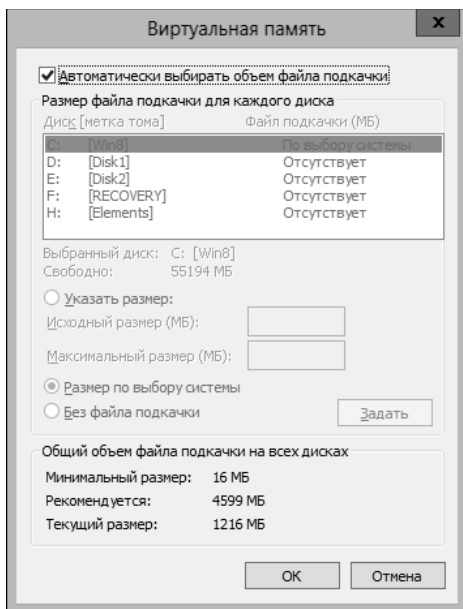 Виртуальная память
x
Автоматически выбирать объем файла подкачки
Размер файла подкачки для каждого диска
Диск [метка тома] Файл подкачки (МБ)
C: [Win8] По выбору системы
D: [Disk1] Отсутствует
E: [Disk2] Отсутствует
F: [RECOVERY] Отсутствует
H: [Elements] Отсутствует
Выбранный диск: C: [Win8]
Свободно: 55194 МБ
Указать размер:
Исходный размер (МБ):
Максимальный размер (МБ):
Размер по выбору системы
Без файла подкачки Задать
Общий объем файла подкачки на всех дисках
Минимальный размер: 16 МБ
Рекомендуется: 4599 МБ
Текущий размер: 1216 МБ
ОК Отмена